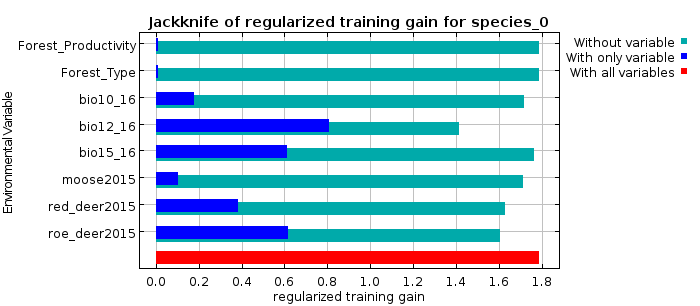 Jackknife of regularized training gain for species_0
Environmental Variable
Forest_Productivity
Forest_Type
bio10_16
bio12_16
bio15_16
moose2015
red_deer2015
roe_deer2015
0.0 0.2 0.4 0.6 0.8 1.0 1.2 1.4 1.6 1.8
regularized training gain
Without variable
With only variable
With all variables